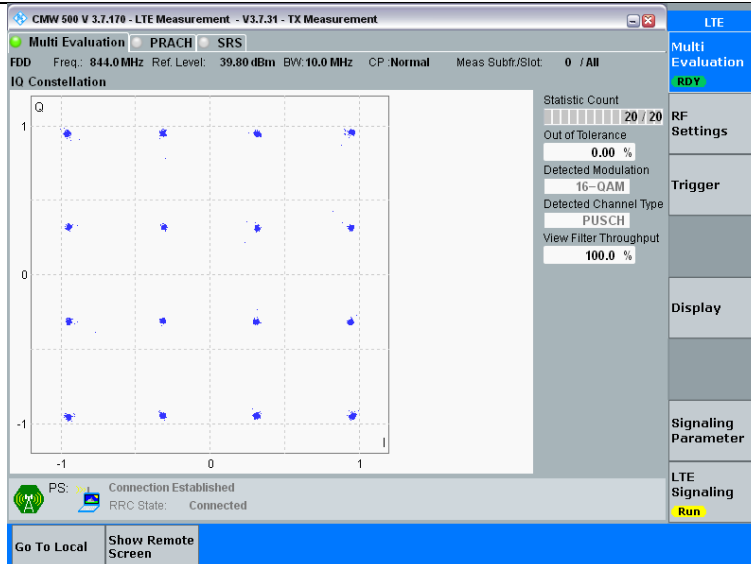 CMW 500 V 3.7.170 - LTE Measurement - V3.7.31 - TX Measurement
LTE
Multi Evaluation PRACH SRS
Multi
Evaluation
RDY
FDD Freq.: 844.0 MHz Ref. Level: 39.80 dBm BW: 10.0 MHz CP :Normal Meas Subfr./Slot: 0 / All
IQ Constellation
Q
1
0
-1
-1 0 1
I
Statistic Count
20 / 20
Out of Tolerance
0.00 %
Detected Modulation
16-QAM
Detected Channel Type
PUSCH
View Filter Throughput
100.0 %
RF
Settings
Trigger
Display
Signaling
Parameter
LTE
Signaling
Run
PS: Connection Established
RRC State: Connected
Go To Local
Show Remote
Screen